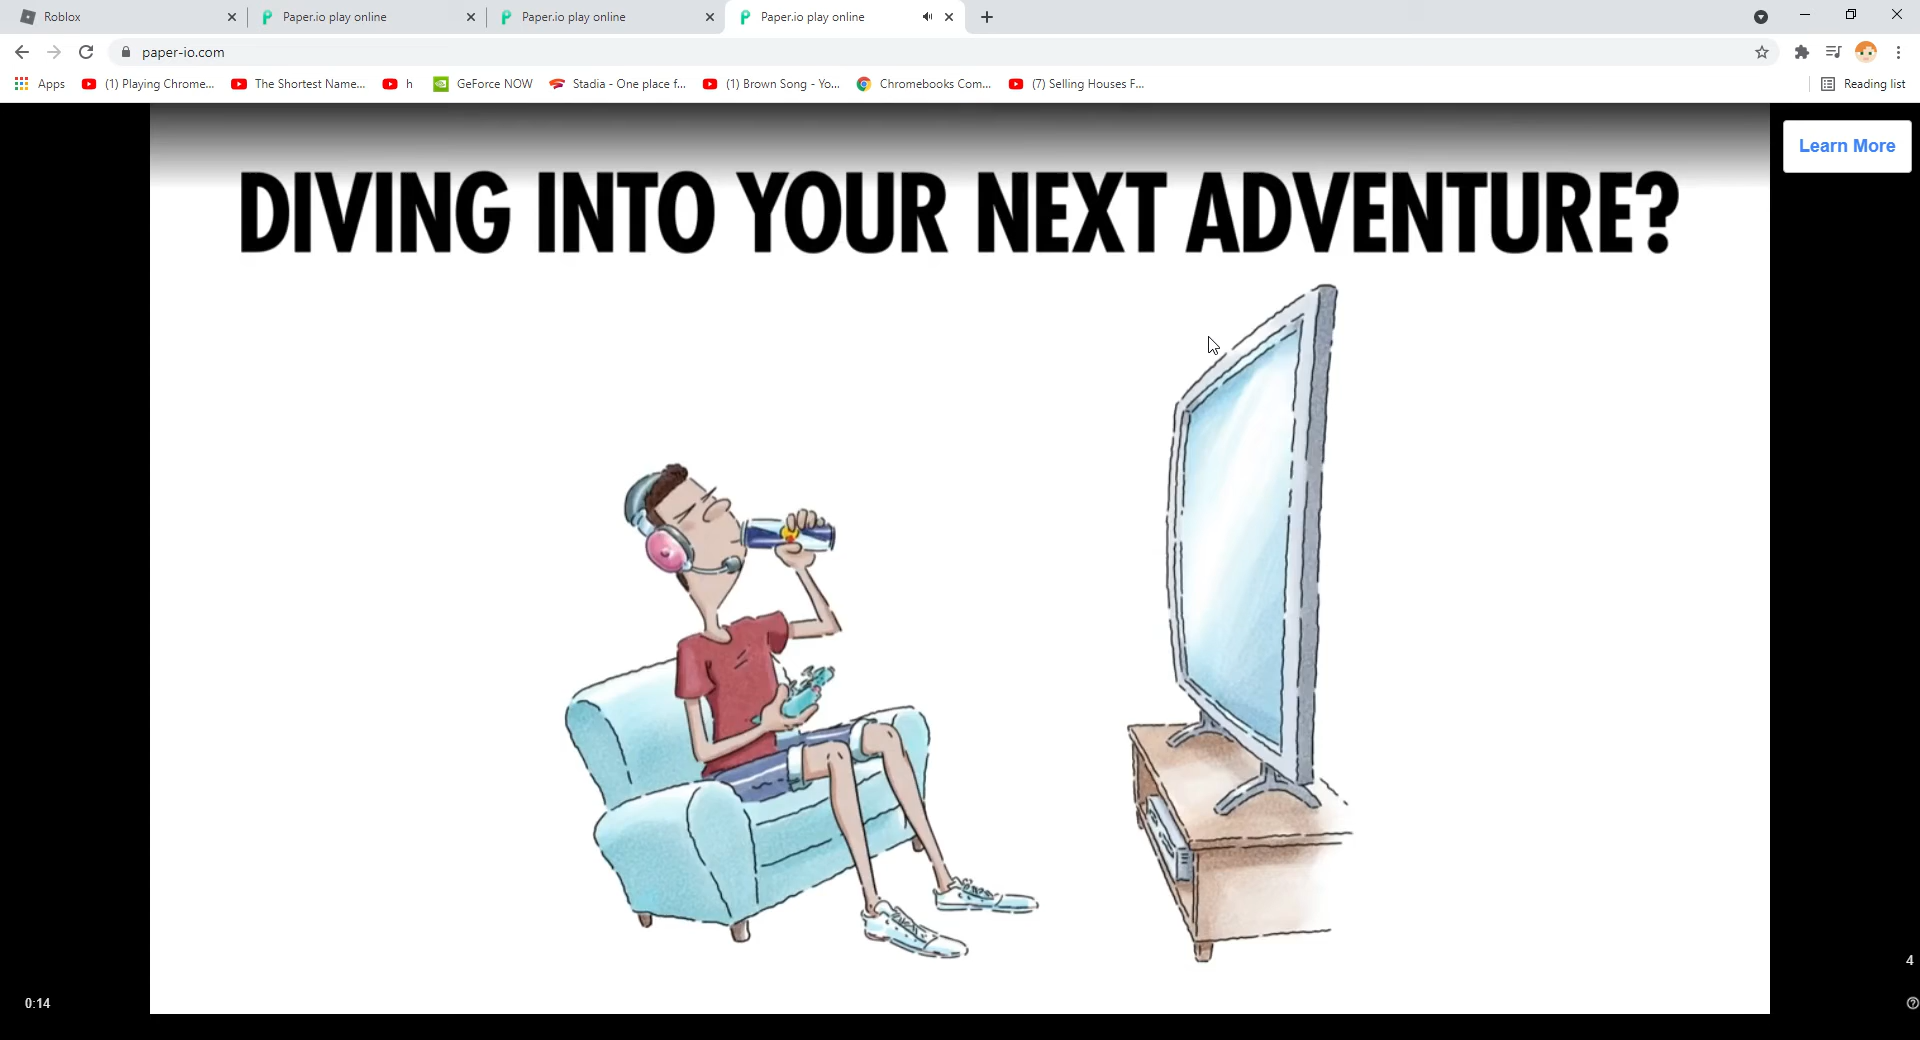 Roblox
Paper.io play online
Paper.io play online
Paper.io play online
paper-io.com
Apps
(1) Playing Chrome...
The Shortest Name...
h
GeForce NOW
Stadia - One place f...
(1) Brown Song - Yo...
Chromebooks Com...
(7) Selling Houses F...
Reading list
Learn More
DIVING INTO YOUR NEXT ADVENTURE?
4
0:14